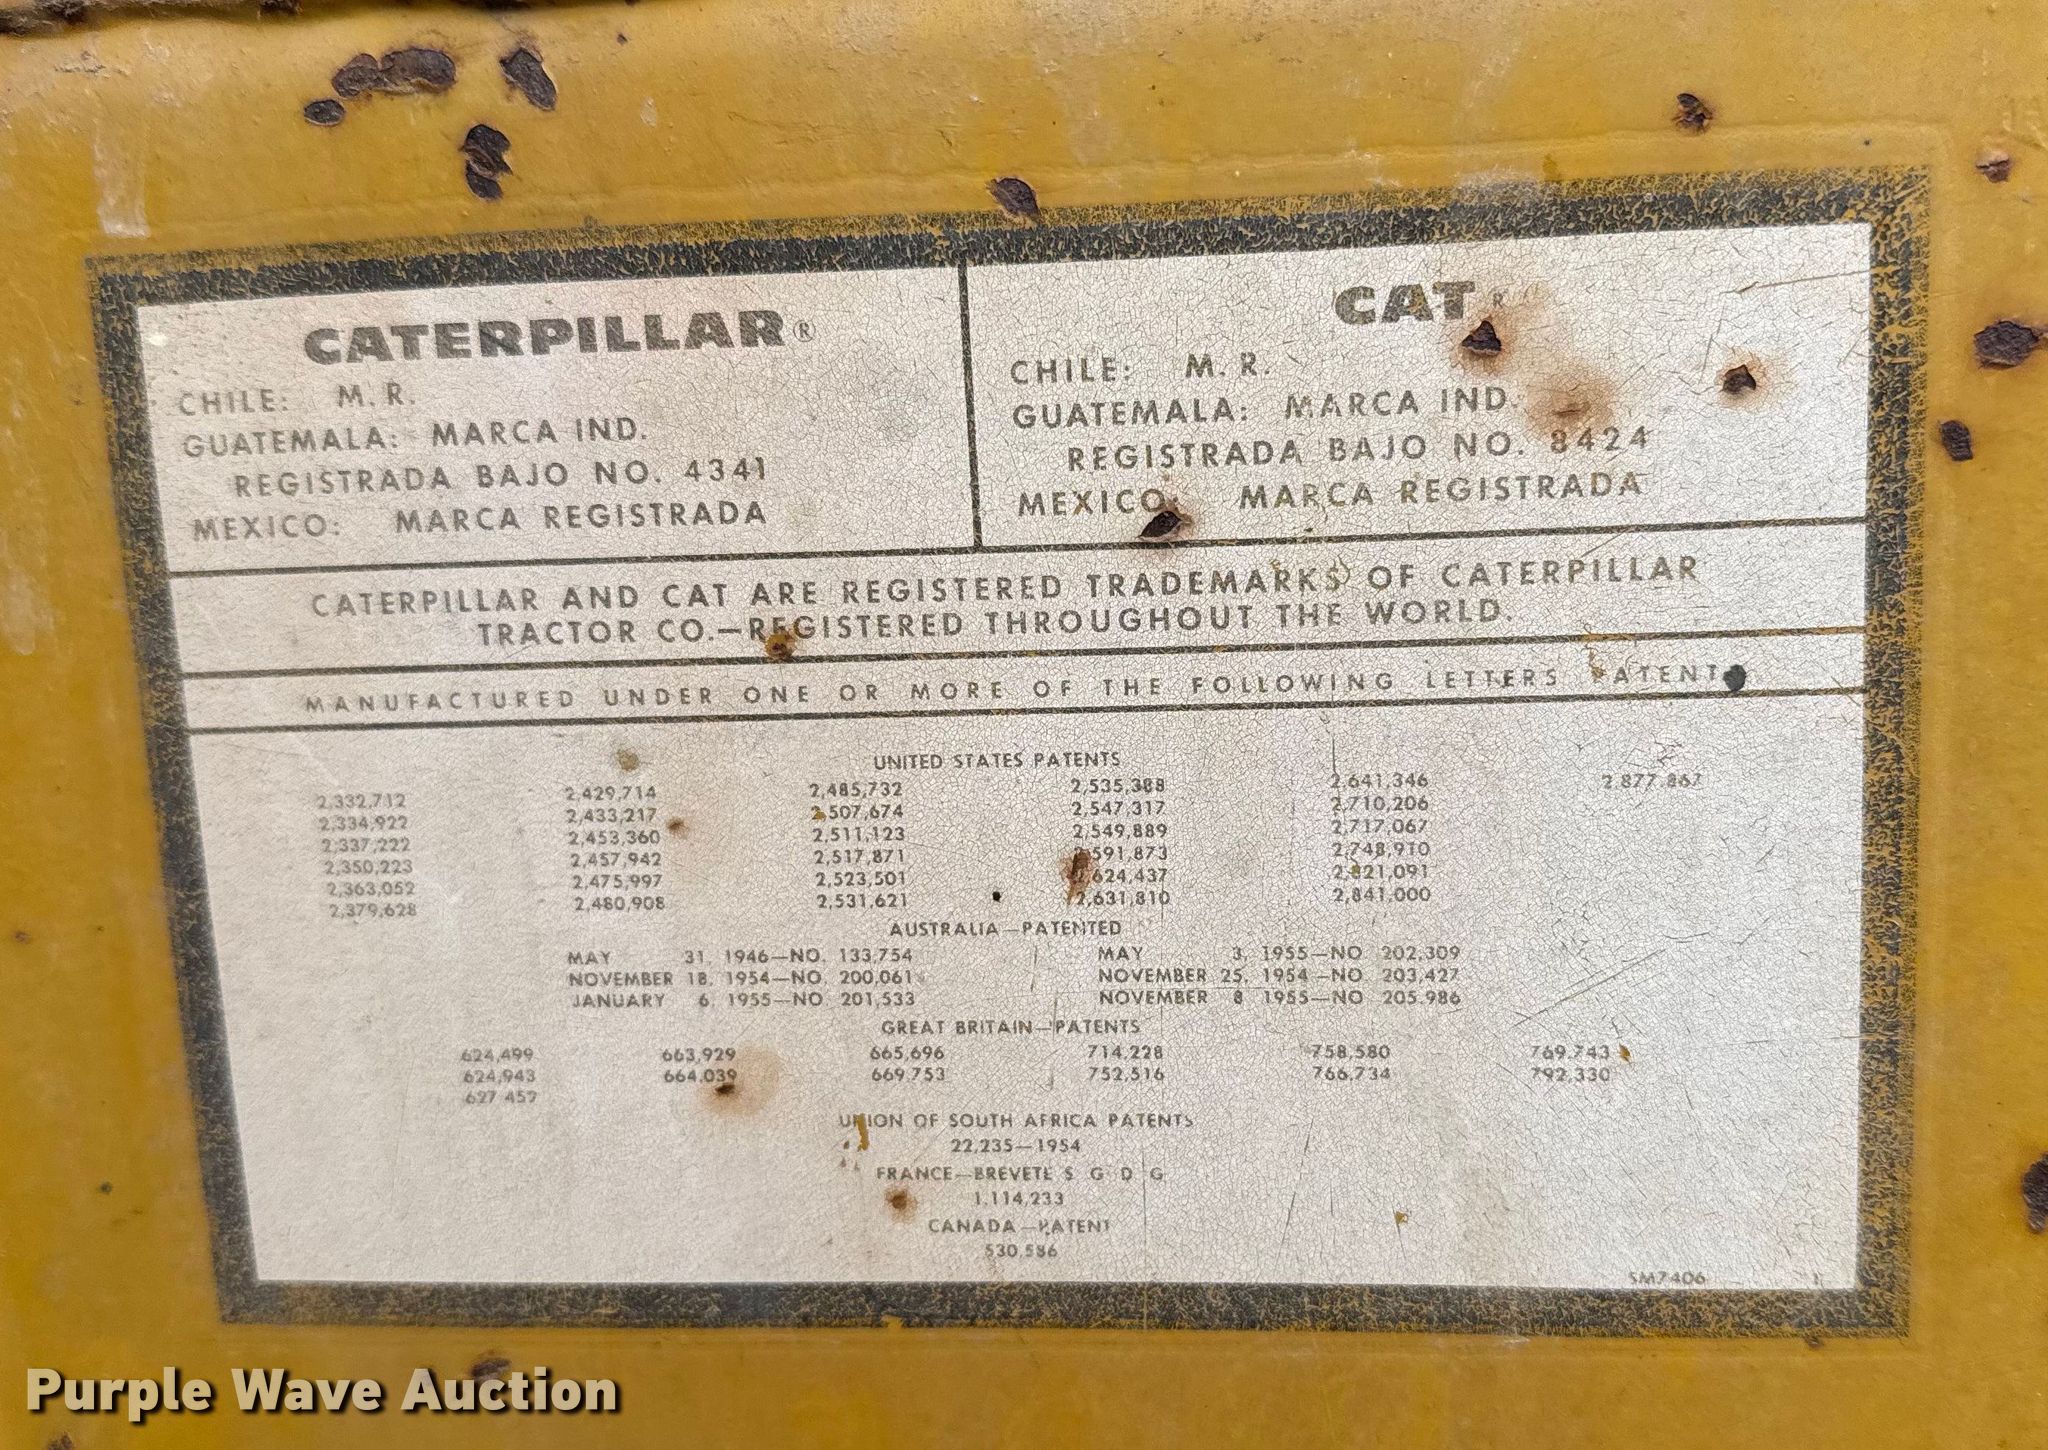 CATERPILLAR®
CHILE: M. R.
GUATEMALA: MARCA IND.
REGISTRADA BAJO NO. 4341
MEXICO: MARCA REGISTRADA
CAT R
CHILE: M. R.
GUATEMALA: MARCA IND.
REGISTRADA BAJO NO. 8424
MEXICO: MARCA REGISTRADA
CATERPILLAR AND CAT ARE REGISTERED TRADEMARKS OF CATERPILLAR
TRACTOR CO.—REGISTERED THROUGHOUT THE WORLD.
MANUFACTURED UNDER ONE OR MORE OF THE FOLLOWING LETTERS PATENTS
UNITED STATES PATENTS
2,332,712 2,429,714 2,485,732 2,535,388 2,641,346 2,877,867
2,334,922 2,433,217 2,507,674 2,547,317 2,710,206
2,337,222 2,453,360 2,511,123 2,549,889 2,717,067
2,350,223 2,457,942 2,517,871 2,591,873 2,748,910
2,363,052 2,475,997 2,523,501 2,624,437 2,821,091
2,379,628 2,480,908 2,531,621 2,631,810 2,841,000
AUSTRALIA—PATENTED
MAY 31, 1946—NO. 133,754 MAY 3, 1955—NO 202,309
NOVEMBER 18, 1954—NO. 200,061 NOVEMBER 25, 1954—NO 203,427
JANUARY 6, 1955—NO. 201,533 NOVEMBER 8 1955—NO 205,986
GREAT BRITAIN—PATENTS
624,499 663,929 665,696 714,228 758,580 769,743
624,943 664,039 669,753 752,516 766,734 792,330
627,457
UNION OF SOUTH AFRICA PATENTS
22,235—1954
FRANCE—BREVETE S G D G
1,114,233
CANADA—PATENT
530,586
5M7406 1
Purple Wave Auction